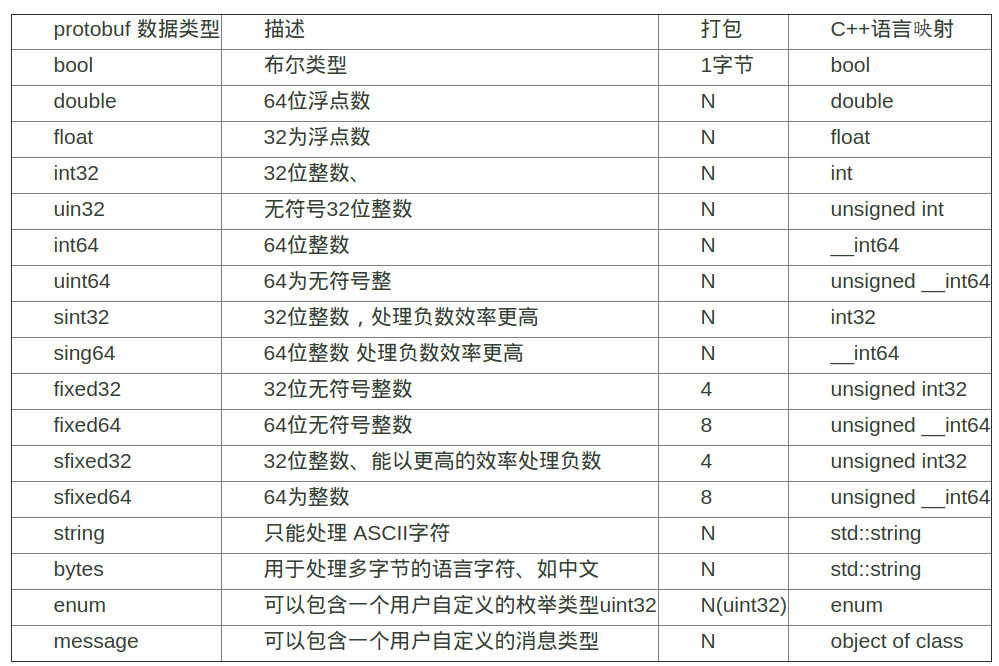 protobuf 数据类型 描述 打包 C++语言映射
bool 布尔类型 1字节 bool
double 64位浮点数 N double
float 32为浮点数 N float
int32 32位整数、 N int
uin32 无符号32位整数 N unsigned int
int64 64位整数 N __int64
uint64 64为无符号整 N unsigned __int64
sint32 32位整数，处理负数效率更高 N int32
sing64 64位整数 处理负数效率更高 N __int64
fixed32 32位无符号整数 4 unsigned int32
fixed64 64位无符号整数 8 unsigned __int64
sfixed32 32位整数、能以更高的效率处理负数 4 unsigned int32
sfixed64 64为整数 8 unsigned __int64
string 只能处理 ASCII字符 N std::string
bytes 用于处理多字节的语言字符、如中文 N std::string
enum 可以包含一个用户自定义的枚举类型uint32 N(uint32) enum
message 可以包含一个用户自定义的消息类型 N object of class